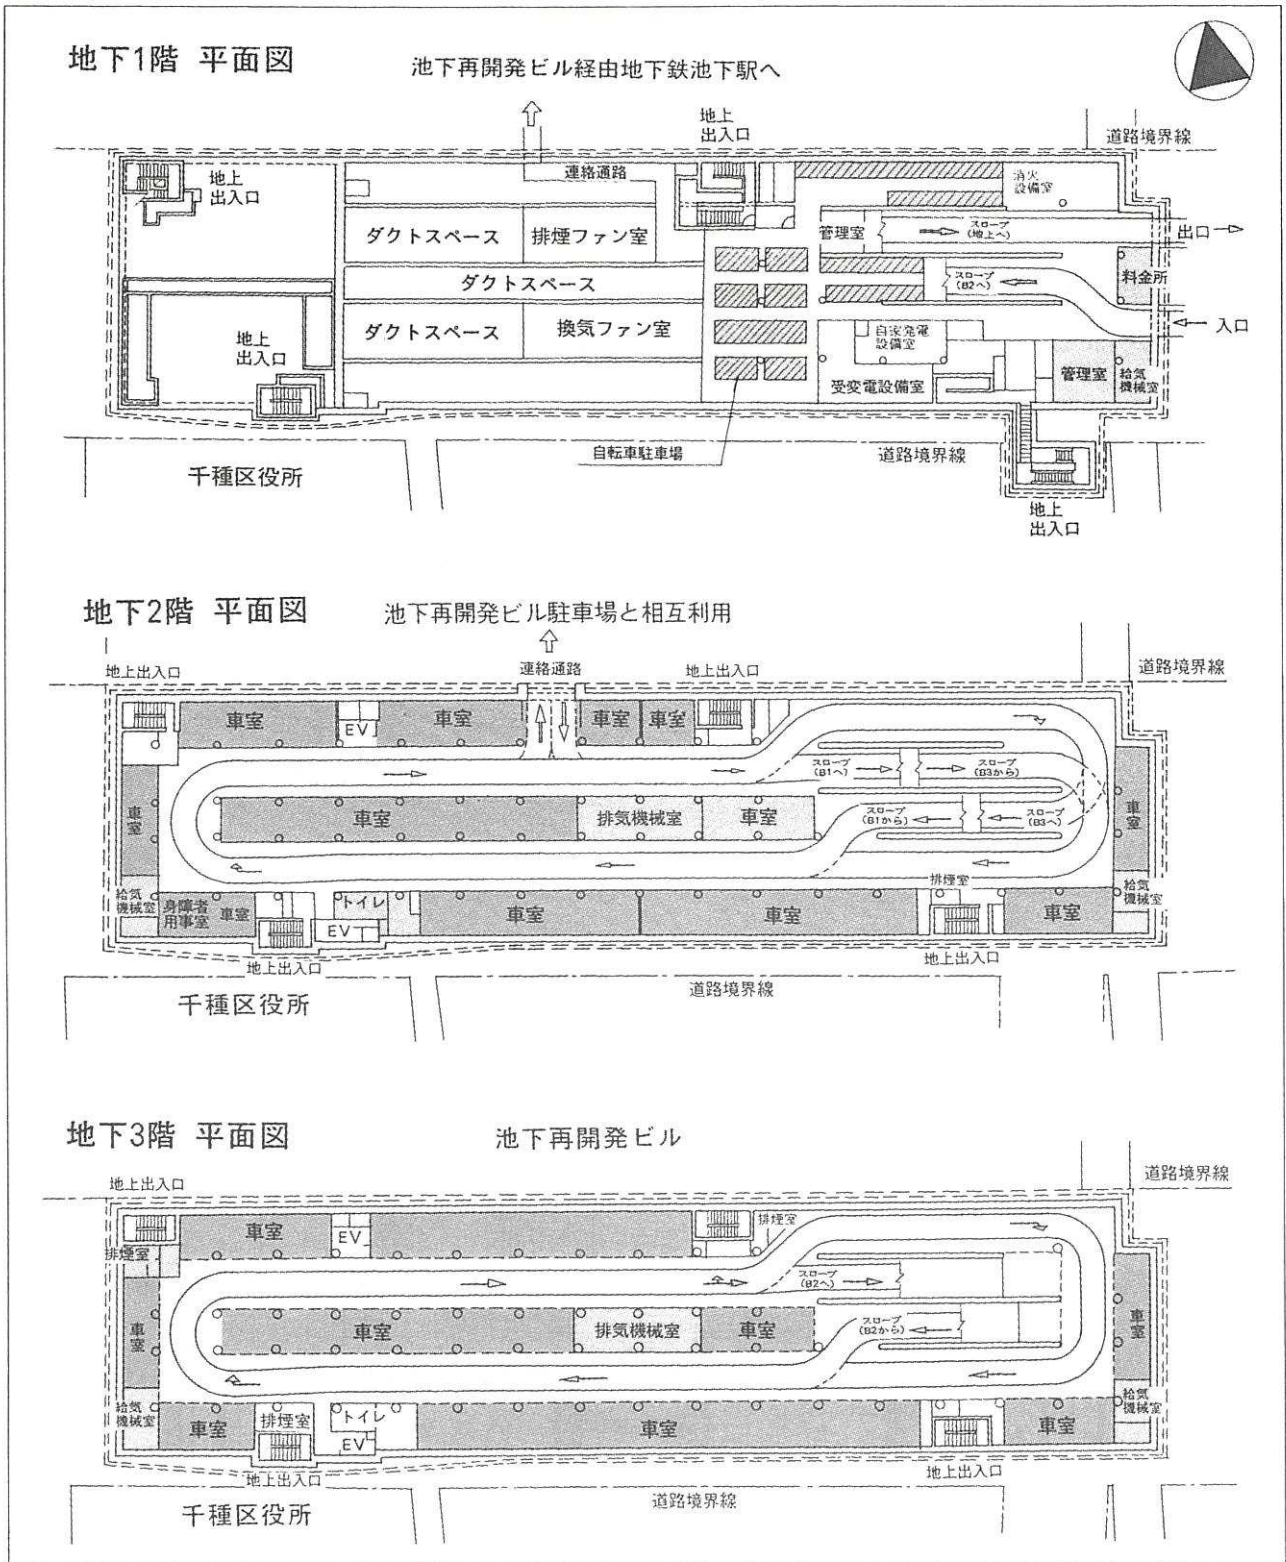 地下1階 平面図
池下再開発ビル経由地下鉄池下駅へ
地上
出入口
道路境界線
地上
出入口
連絡通路
消火
設備室
ダクトスペース
排煙ファン室
管理室
スロープ
(地上へ)
出口
ダクトスペース
スロープ
(B2へ)
料金所
地上
出入口
ダクトスペース
換気ファン室
自家発電
設備室
入口
受変電設備室
管理室
給気
機械室
自転車駐車場
道路境界線
千種区役所
地上
出入口
地下2階 平面図
池下再開発ビル駐車場と相互利用
地上出入口
連絡通路
地上出入口
道路境界線
車室
EV
車室
車室
車室
スロープ
(B1へ)
スロープ
(B3から)
車室
車室
排気機械室
車室
スロープ
(B1から)
スロープ
(B3へ)
車室
給気
機械室
身障者
用事室
車室
トイレ
EV
車室
車室
排煙室
車室
給気
機械室
地上出入口
地上出入口
千種区役所
道路境界線
地下3階 平面図
池下再開発ビル
地上出入口
道路境界線
車室
EV
排煙室
排煙室
スロープ
(B2へ)
車室
車室
排気機械室
車室
スロープ
(B2から)
車室
給気
機械室
車室
排煙室
トイレ
EV
車室
車室
給気
機械室
地上出入口
地上出入口
千種区役所
道路境界線